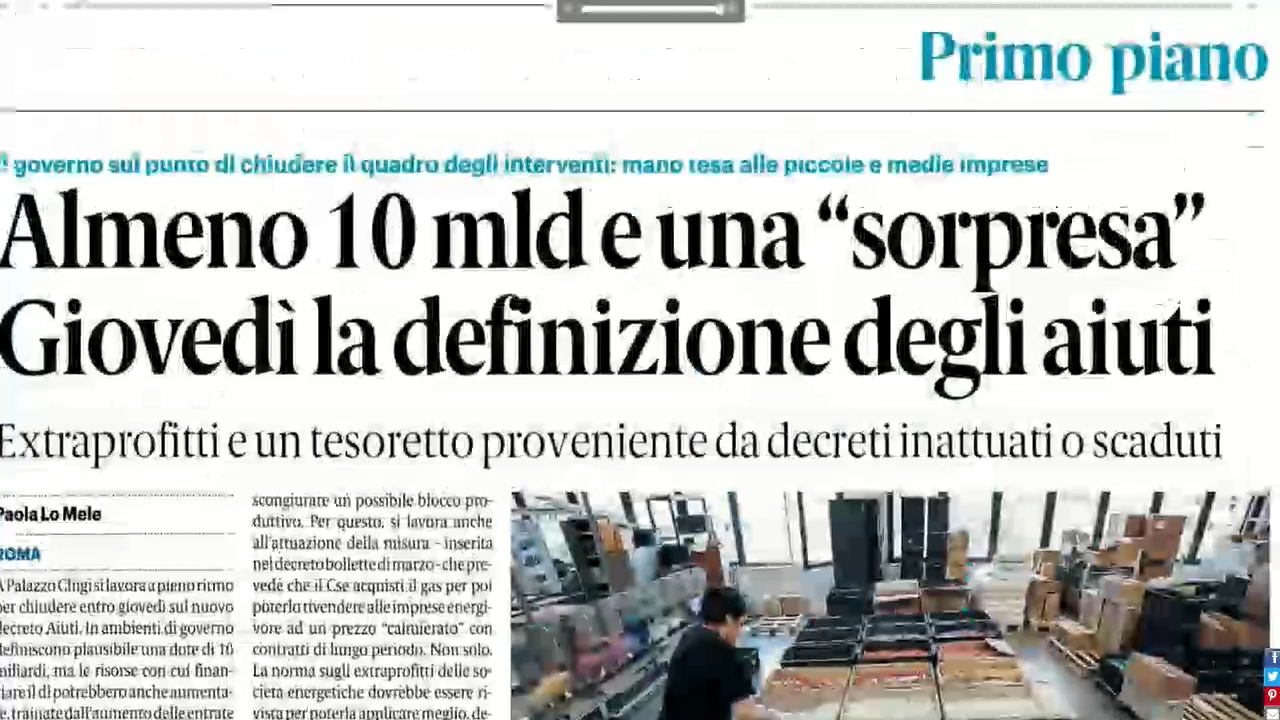 Primo piano
governo sul punto di chiudere il quadro degli interventi: mano tesa alle piccole e medie imprese
Almeno 10 mld e una “sorpresa”
Giovedì la definizione degli aiuti
Extraprofitti e un tesoretto proveniente da decreti inattuati o scaduti
Paola Lo Mele
ROMA
A Palazzo Chigi si lavora a pieno ritmo
per chiudere entro giovedì sul nuovo
decreto Aiuti. In ambienti di governo
definiscono plausibile una dote di 10
miliardi, ma le risorse con cui finan-
iare il dl potrebbero anche aumenta-
e, trainate dall'aumento delle entrate
scongiurare un possibile blocco pro-
duttivo. Per questo, si lavora anche
all'attuazione della misura - inserita
nel decreto bollette di marzo - che pre-
vede che il Gse acquisti il gas per poi
poterlo rivendere alle imprese energi-
vore ad un prezzo "calmierato" con
contratti di lungo periodo. Non solo.
La norma sugli extraprofitti delle so-
cietà energetiche dovrebbe essere ri-
vista per poterla applicare meglio, de-